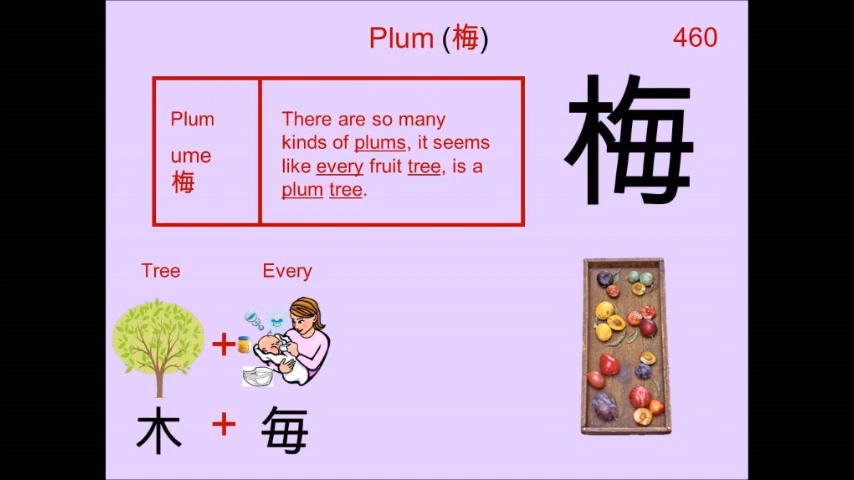 Plum (梅)
460
Plum
ume
梅
There are so many
kinds of plums, it seems
like every fruit tree, is a
plum tree.
梅
Tree
Every
+
木 + 毎